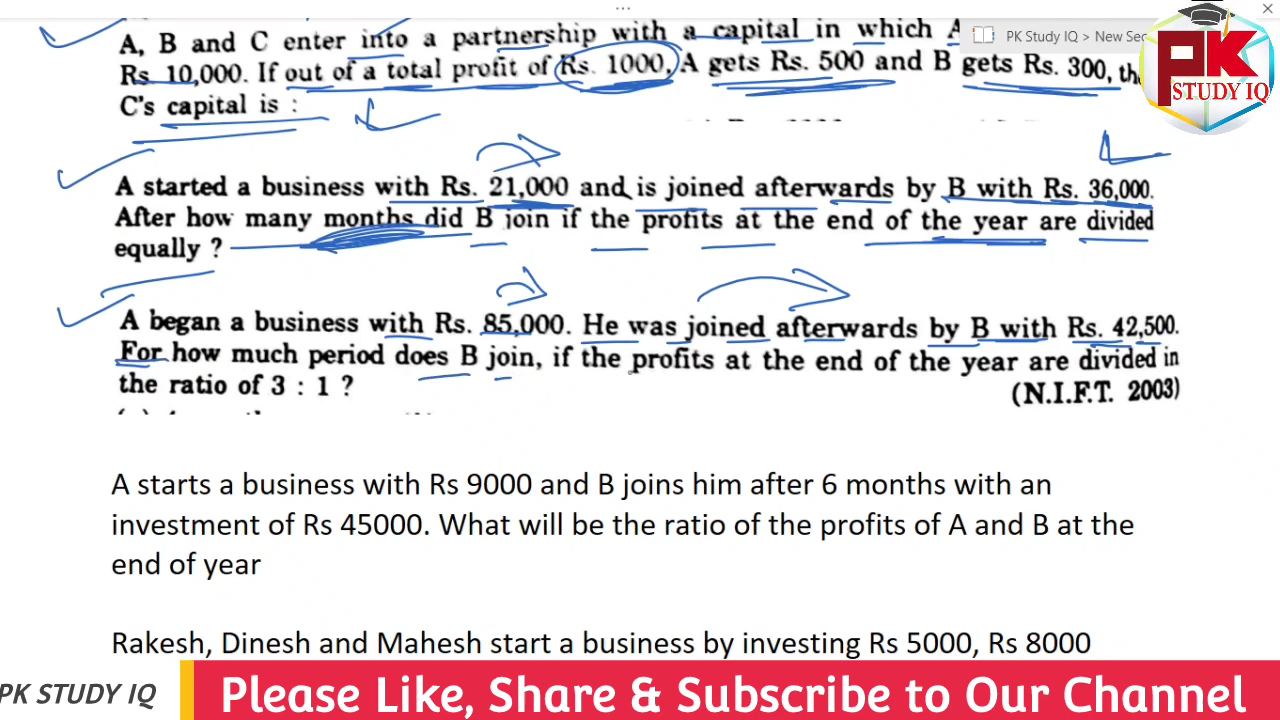 A, B and C enter into a partnership with a capital in which A
PK Study IQ > New Sec
Rs. 10,000. If out of a total profit of Rs. 1000, A gets Rs. 500 and B gets Rs. 300, the
C's capital is :
PK
STUDY IQ
A started a business with Rs. 21,000 and is joined afterwards by B with Rs. 36,000.
After how many months did B join if the profits at the end of the year are divided
equally ?
A began a business with Rs. 85,000. He was joined afterwards by B with Rs. 42,500.
For how much period does B join, if the profits at the end of the year are divided in
the ratio of 3 : 1 ?
(N.I.F.T. 2003)
A starts a business with Rs 9000 and B joins him after 6 months with an
investment of Rs 45000. What will be the ratio of the profits of A and B at the
end of year
Rakesh, Dinesh and Mahesh start a business by investing Rs 5000, Rs 8000
PK STUDY IQ
Please Like, Share & Subscribe to Our Channel